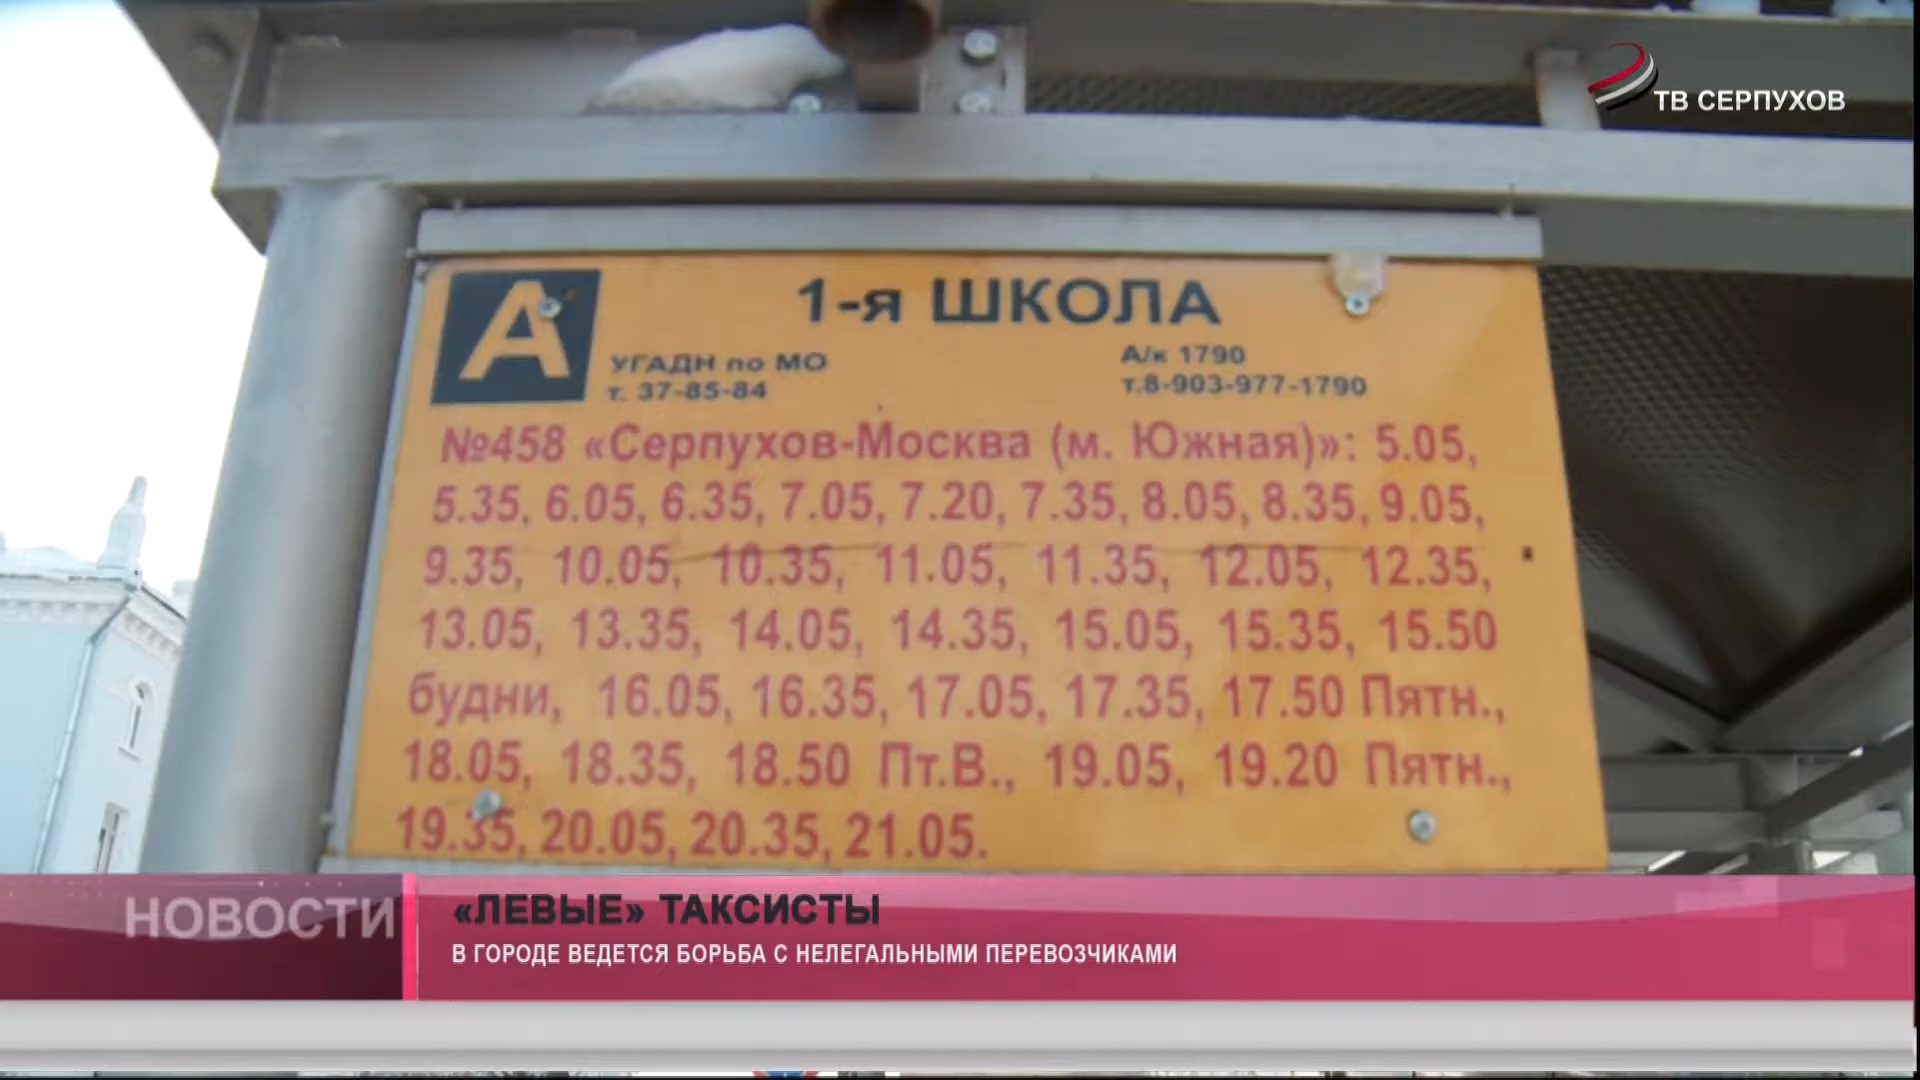 ТВ СЕРПУХОВ
А
1-я ШКОЛА
УГАДН по МО
т. 37-85-84
А/к 1790
т.8-903-977-1790
№458 «Серпухов-Москва (м. Южная)»: 5.05,
5.35, 6.05, 6.35, 7.05, 7.20, 7.35, 8.05, 8.35, 9.05,
9.35, 10.05, 10.35, 11.05, 11.35, 12.05, 12.35,
13.05, 13.35, 14.05, 14.35, 15.05, 15.35, 15.50
будни, 16.05, 16.35, 17.05, 17.35, 17.50 Пятн.,
18.05, 18.35, 18.50 Пт.В., 19.05, 19.20 Пятн.,
19.35, 20.05, 20.35, 21.05.
НОВОСТИ
«ЛЕВЫЕ» ТАКСИСТЫ
В ГОРОДЕ ВЕДЕТСЯ БОРЬБА С НЕЛЕГАЛЬНЫМИ ПЕРЕВОЗЧИКАМИ